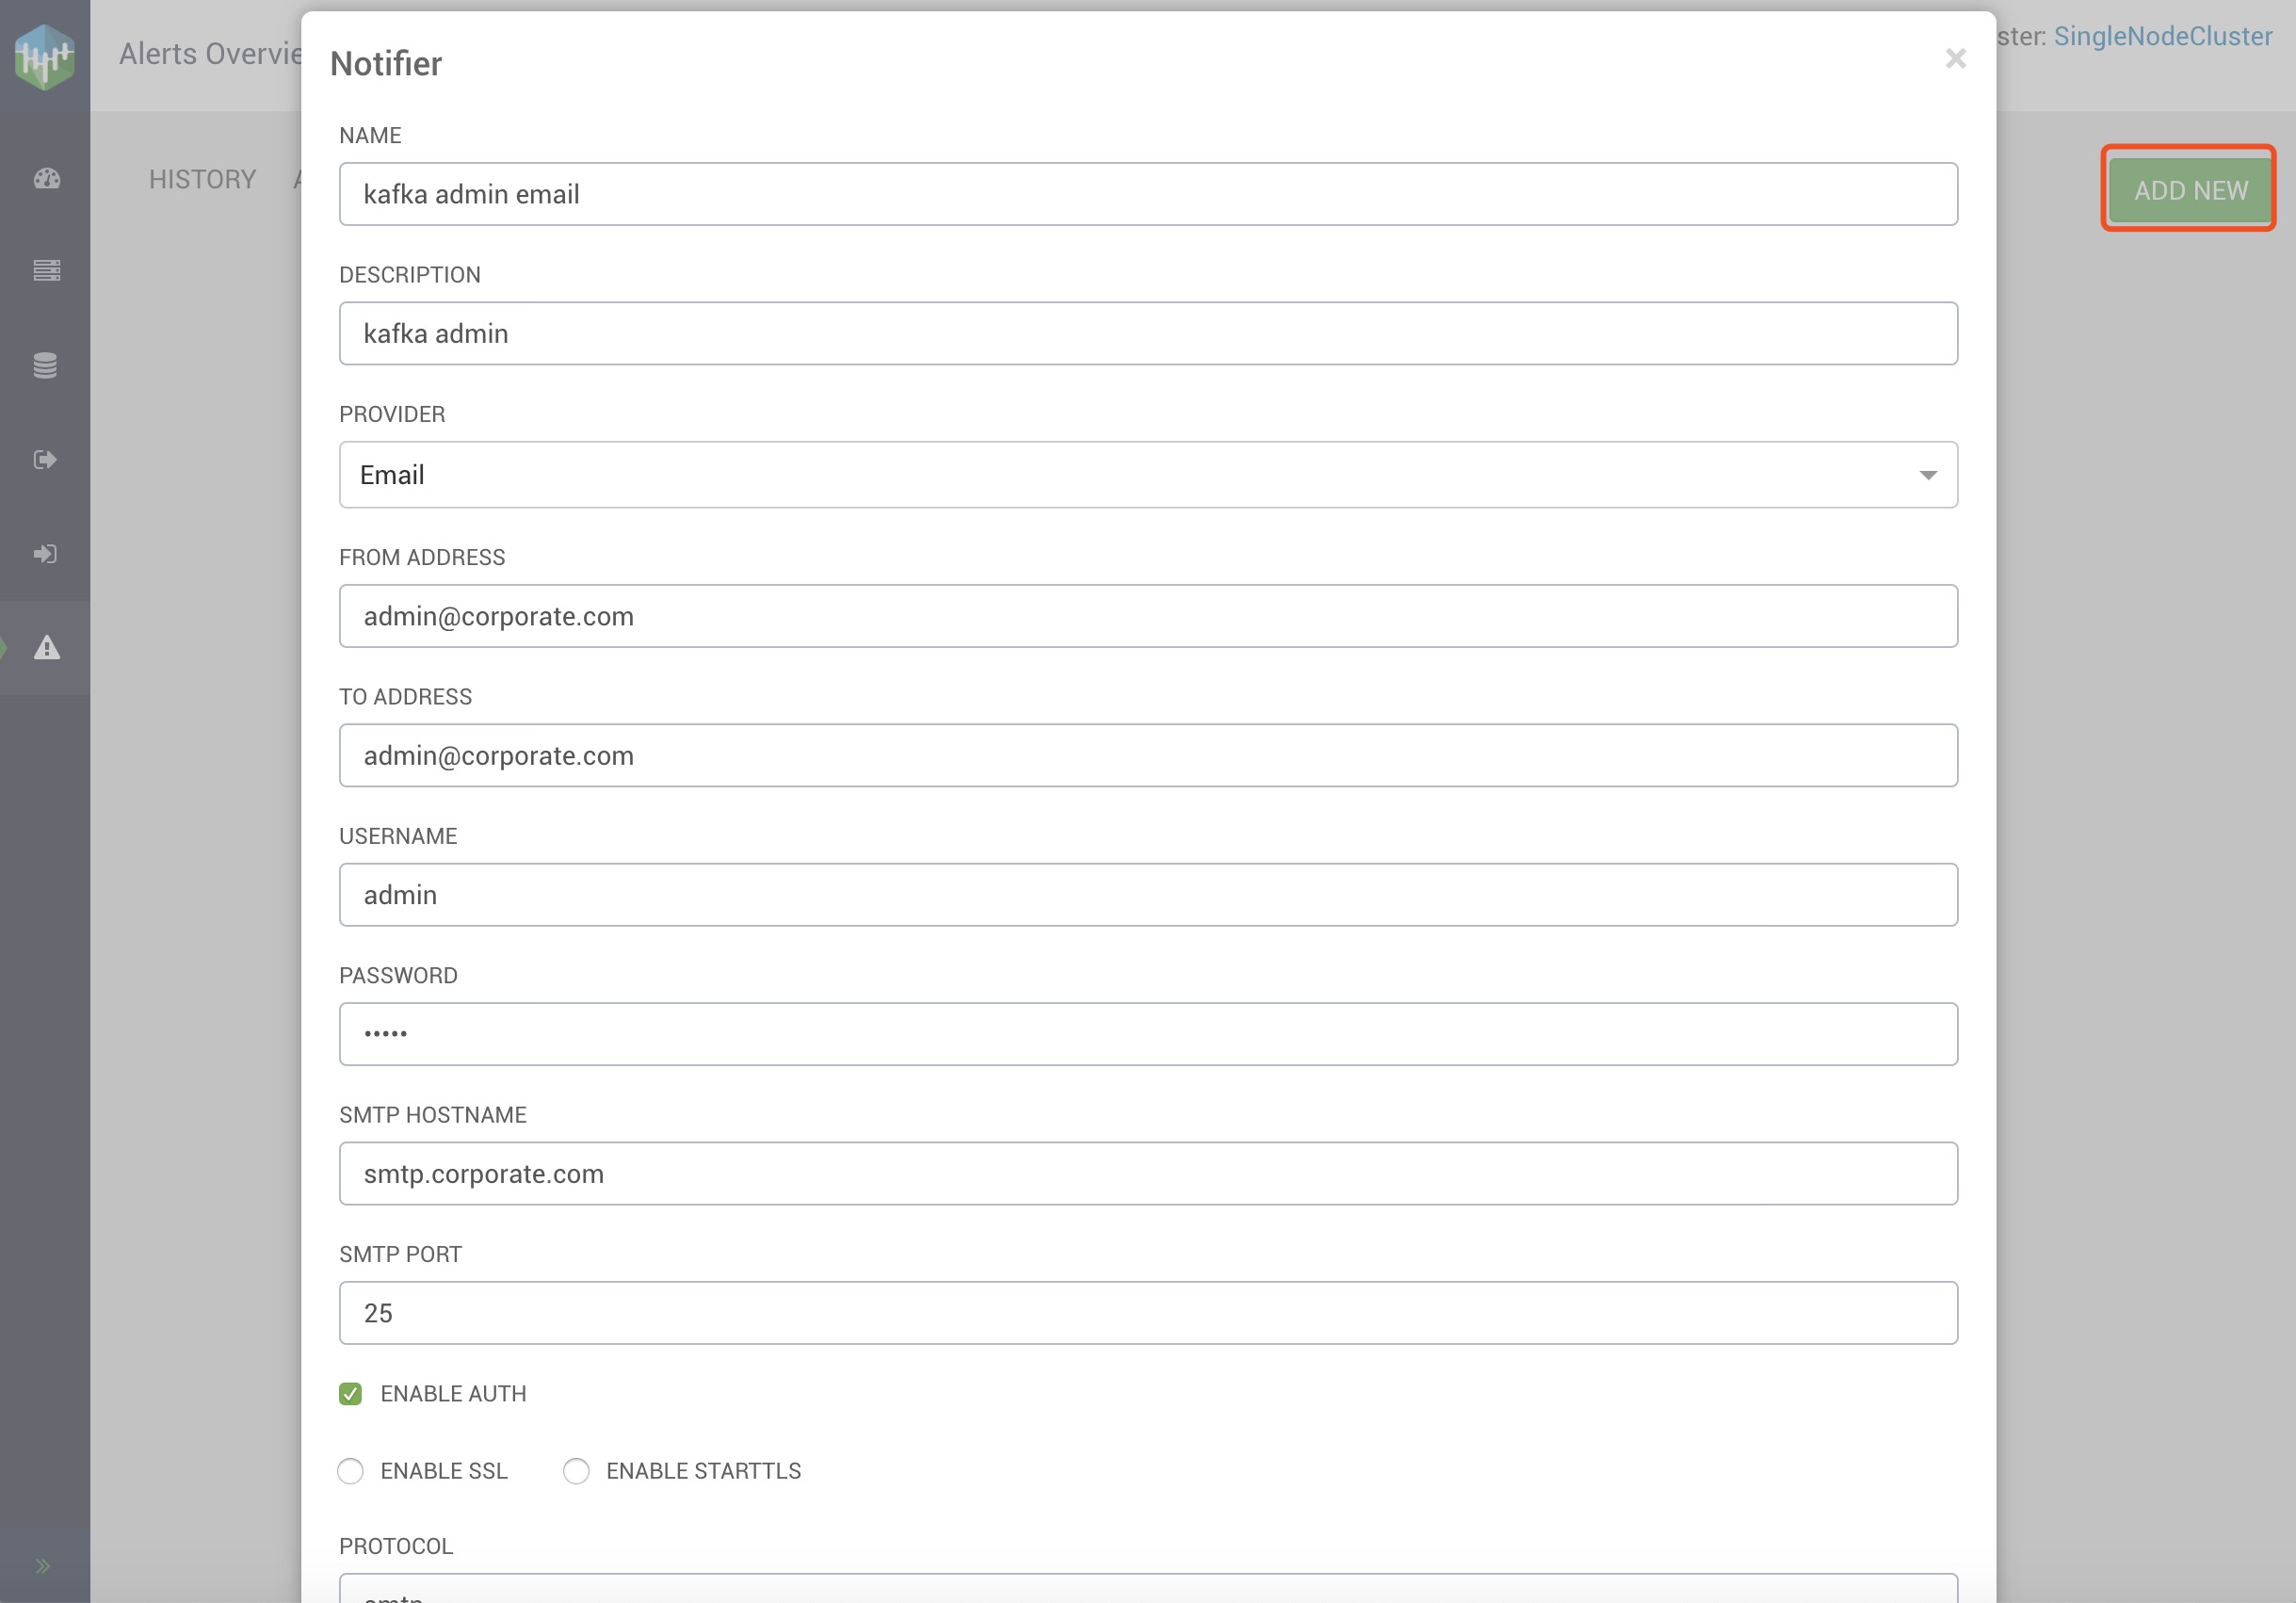 Alerts Overvie
ster: SingleNodeCluster
HISTORY
ADD NEW
Notifier
NAME
kafka admin email
DESCRIPTION
kafka admin
PROVIDER
Email
FROM ADDRESS
admin@corporate.com
TO ADDRESS
admin@corporate.com
USERNAME
admin
PASSWORD
•••••
SMTP HOSTNAME
smtp.corporate.com
SMTP PORT
25
ENABLE AUTH
ENABLE SSL ENABLE STARTTLS
PROTOCOL
smtp